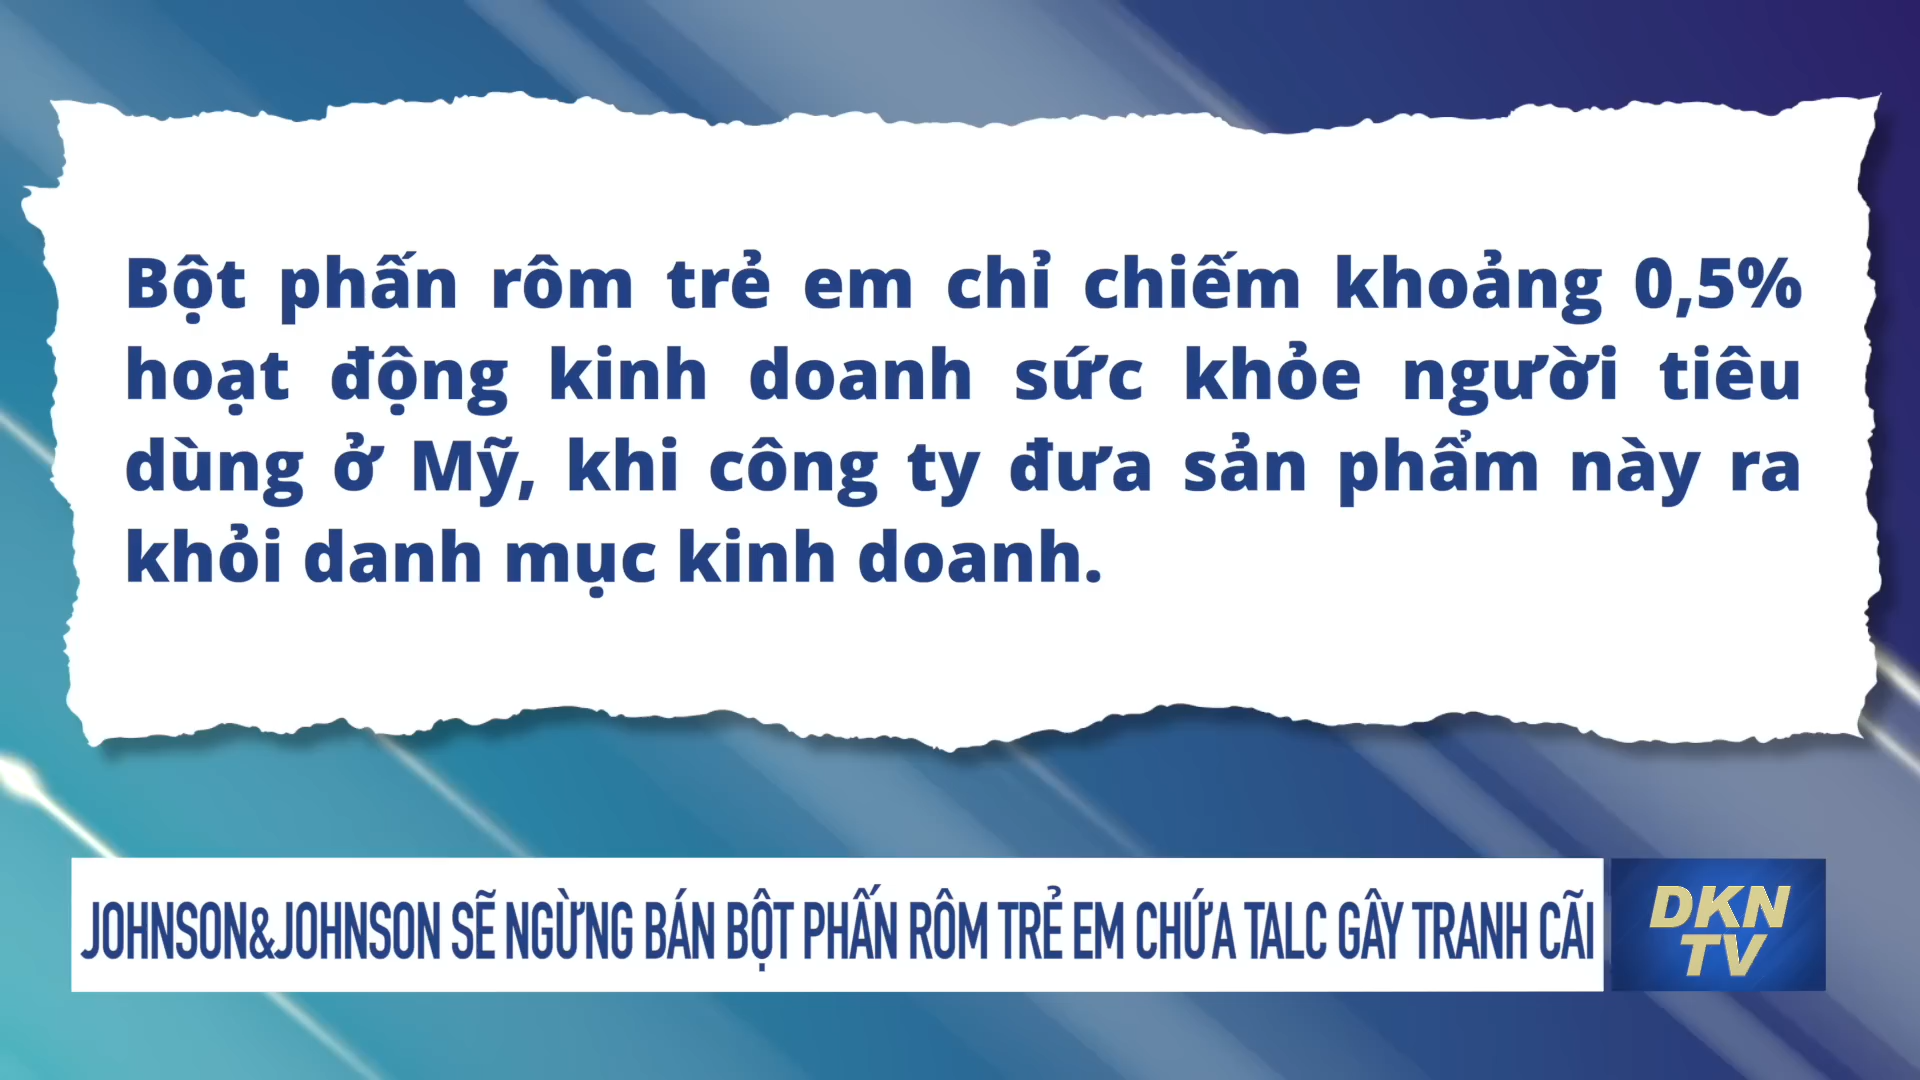 Bột phấn rôm trẻ em chỉ chiếm khoảng 0,5%
hoạt động kinh doanh sức khỏe người tiêu
dùng ở Mỹ, khi công ty đưa sản phẩm này ra
khỏi danh mục kinh doanh.
JOHNSON&JOHNSON SẼ NGỪNG BÁN BỘT PHẤN RÔM TRẺ EM CHỨA TALC GÂY TRANH CÃI
DKN
TV